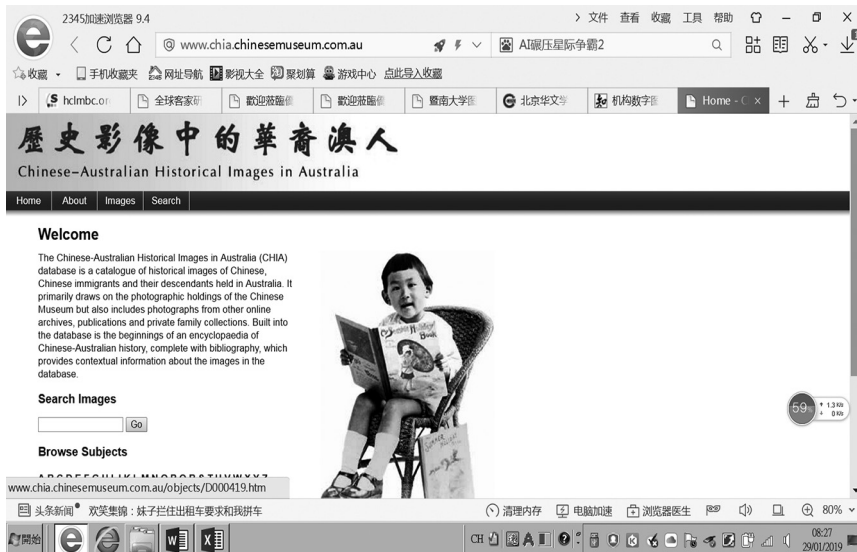 2345加速浏览器 9.4
文件 查看 收藏 工具 帮助
www.chia.chinesemuseum.com.au
AI碾压星际争霸2
收藏 手机收藏夹 网址导航 影视大全 聚划算 游戏中心 点此导入收藏
hclmbc.or 全球客家研 歡迎蒞臨 歡迎蒞臨 暨南大学图 北京华文学 机构数字图 Home - C
歷史影像中的華裔澳人
Chinese-Australian Historical Images in Australia
Home About Images Search
Welcome
The Chinese-Australian Historical Images in Australia (CHIA)
database is a catalogue of historical images of Chinese,
Chinese immigrants and their descendants held in Australia. It
primarily draws on the photographic holdings of the Chinese
Museum but also includes photographs from other online
archives, publications and private family collections. Built into
the database is the beginnings of an encyclopaedia of
Chinese-Australian history, complete with bibliography, which
provides contextual information about the images in the
database.
Search Images
Go
Browse Subjects
www.chia.chinesemuseum.com.au/objects/D000419.htm
59%
1.3 K/s
0 K/s
头条新闻 欢笑集锦：妹子拦住出租车要求和我拼车
清理内存 电脑加速 浏览器医生 80%
開始
CH
08:27
29/01/2019